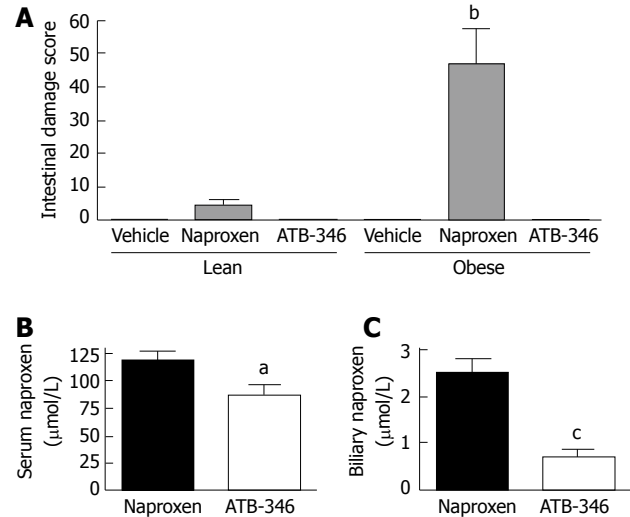 A
Intestinal damage score
60
50
40
30
20
10
0
b
Vehicle Naproxen ATB-346 Vehicle Naproxen ATB-346
Lean Obese
B
Serum naproxen
(μmol/L)
125
100
75
50
25
0
a
Naproxen ATB-346
C
Biliary naproxen
(μmol/L)
3
2
1
0
c
Naproxen ATB-346